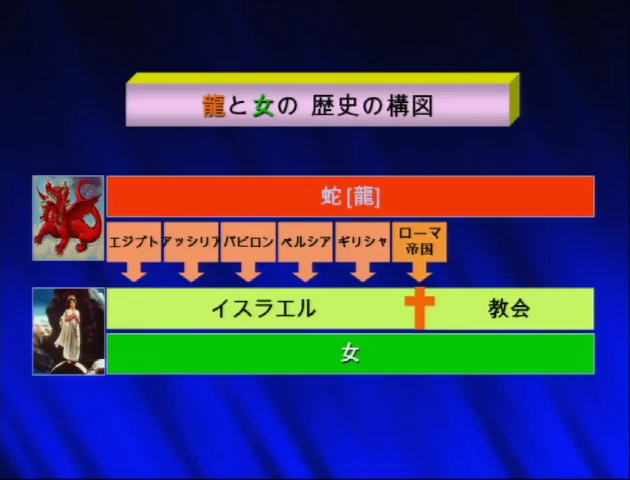 龍と女の 歴史の構図
蛇[龍]
エジプト
アッシリア
バビロン
ペルシア
ギリシャ
ローマ
帝国
イスラエル
教会
女